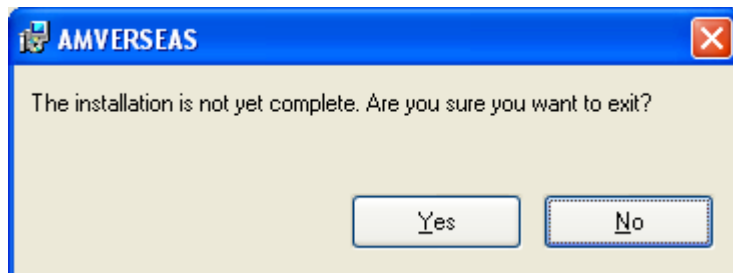 AMVERSEAS
The installation is not yet complete. Are you sure you want to exit?
Yes No